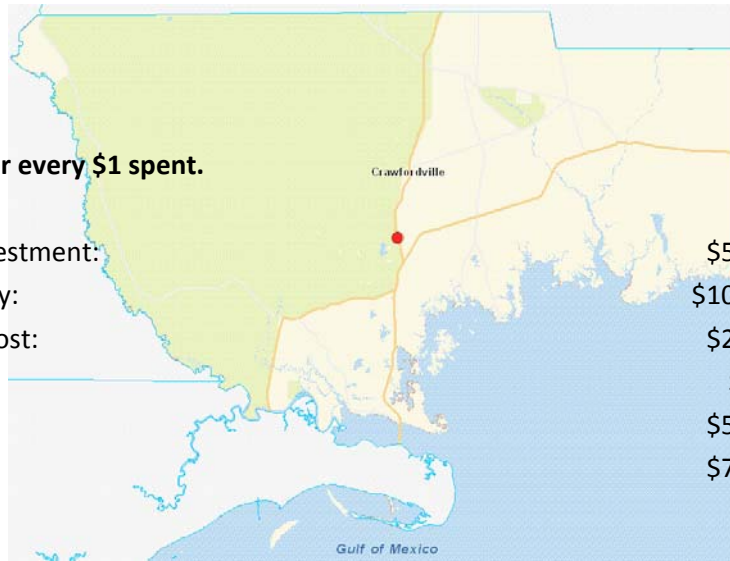 r every $1 spent.
Crawfordville
estment: $5
y: $10
ost: $2
$5
$7
Gulf of Mexico